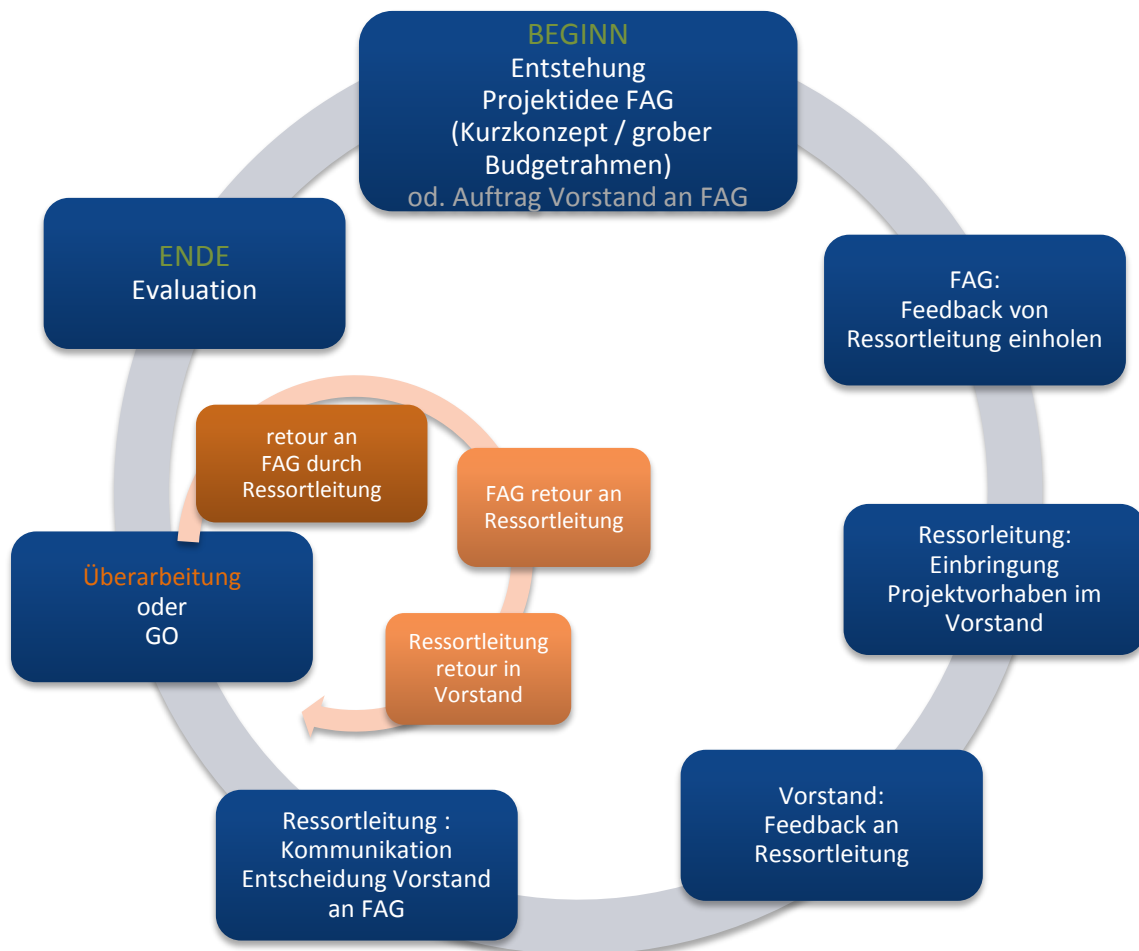 BEGINN
Entstehung
Projektidee FAG
(Kurzkonzept / grober
Budgetrahmen)
od. Auftrag Vorstand an FAG
FAG:
Feedback von
Ressortleitung einholen
Ressorleitung:
Einbringung
Projektvorhaben im
Vorstand
Vorstand:
Feedback an
Ressortleitung
Ressortleitung :
Kommunikation
Entscheidung Vorstand
an FAG
Überarbeitung
oder
GO
retour an
FAG durch
Ressortleitung
FAG retour an
Ressortleitung
Ressortleitung
retour in
Vorstand
ENDE
Evaluation